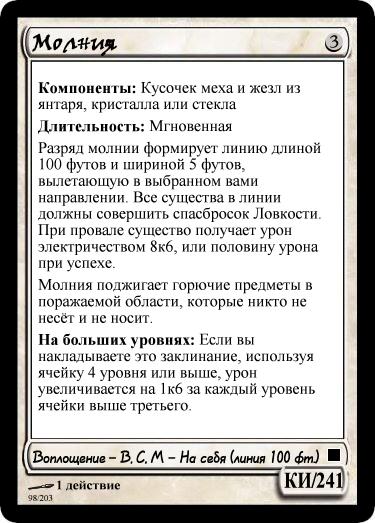 Молния 3
Компоненты: Кусочек меха и жезл из
янтаря, кристалла или стекла
Длительность: Мгновенная
Разряд молнии формирует линию длиной
100 футов и шириной 5 футов,
вылетающую в выбранном вами
направлении. Все существа в линии
должны совершить спасбросок Ловкости.
При провале существо получает урон
электричеством 8к6, или половину урона
при успехе.
Молния поджигает горючие предметы в
поражаемой области, которые никто не
несёт и не носит.
На больших уровнях: Если вы
накладываете это заклинание, используя
ячейку 4 уровня или выше, урон
увеличивается на 1к6 за каждый уровень
ячейки выше третьего.
Воплощение – В, С, М – На себя (линия 100 фт)
КИ/241
1 действие
98/203